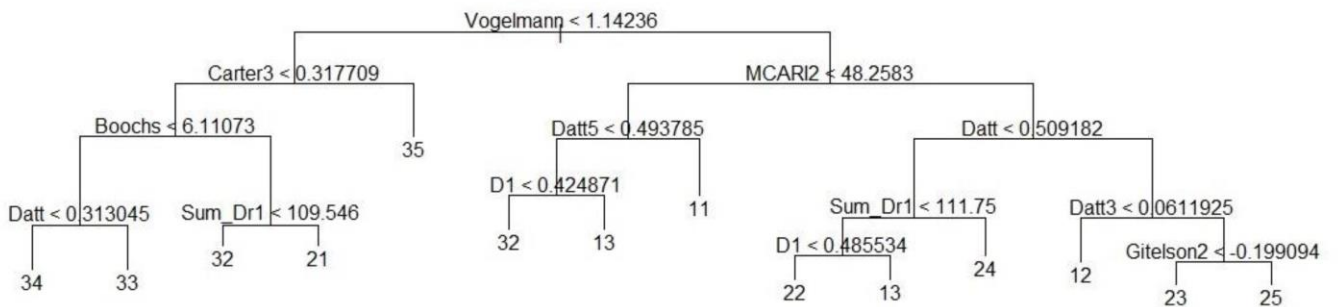 Vogelmann < 1.14236
Carter3 < 0.317709
MCARI2 < 48.2583
Boochs < 6.11073
35
Datt5 < 0.493785
Datt < 0.509182
Datt < 0.313045
Sum_Dr1 < 109.546
D1 < 0.424871
11
Sum_Dr1 < 111.75
Datt3 < 0.0611925
34
33
32
21
32
13
D1 < 0.485534
24
12
Gitelson2 < -0.199094
22
13
23
25